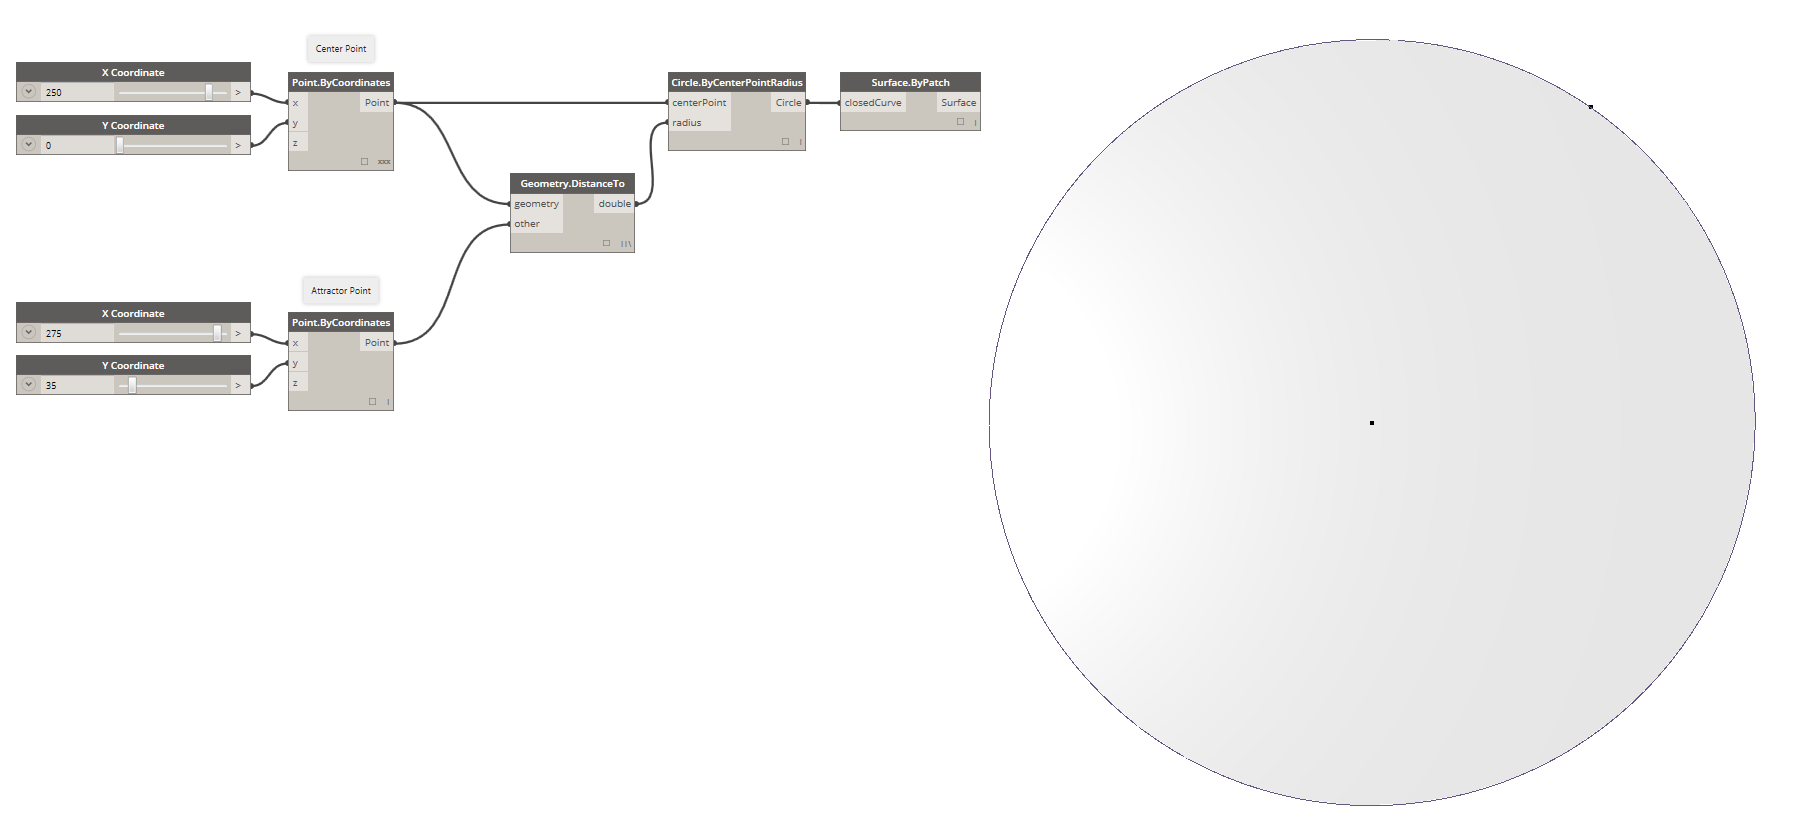 Center Point
X Coordinate
250 >
Y Coordinate
0 >
Point.ByCoordinates
x Point
y
z
xxx
Circle.ByCenterPointRadius
centerPoint Circle
radius
|
Surface.ByPatch
closedCurve Surface
|
Geometry.DistanceTo
geometry double
other
||\
Attractor Point
X Coordinate
275 >
Y Coordinate
35 >
Point.ByCoordinates
x Point
y
z
|